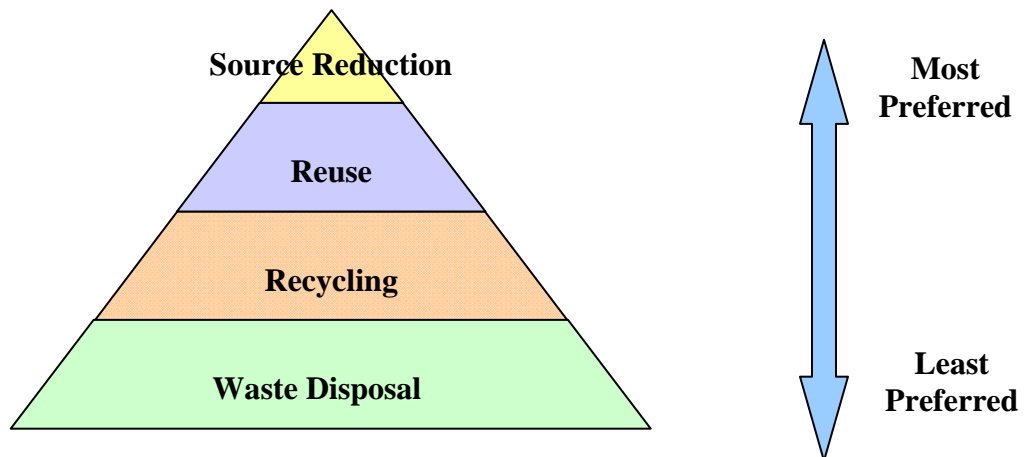 Source Reduction
Most
Preferred
Reuse
Recycling
Least
Preferred
Waste Disposal